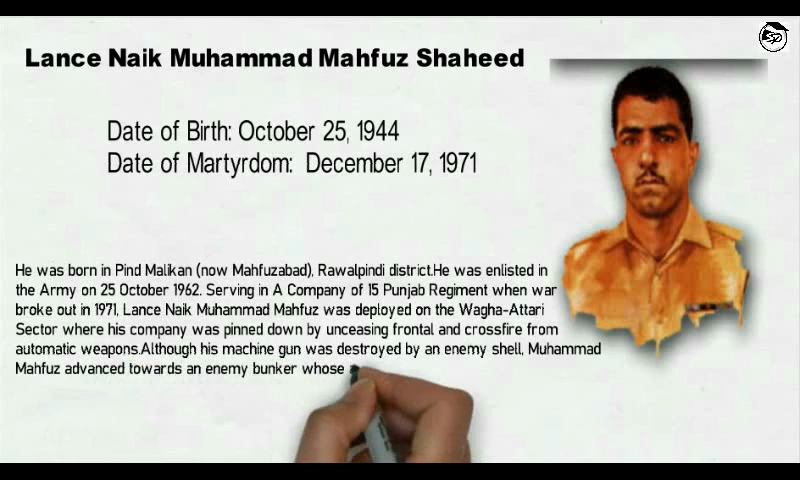 Lance Naik Muhammad Mahfuz Shaheed
Date of Birth: October 25, 1944
Date of Martyrdom: December 17, 1971
He was born in Pind Malikan (now Mahfuzabad), Rawalpindi district.He was enlisted in
the Army on 25 October 1962. Serving in A Company of 15 Punjab Regiment when war
broke out in 1971, Lance Naik Muhammad Mahfuz was deployed on the Wagha-Attari
Sector where his company was pinned down by unceasing frontal and crossfire from
automatic weapons.Although his machine gun was destroyed by an enemy shell, Muhammad
Mahfuz advanced towards an enemy bunker whose